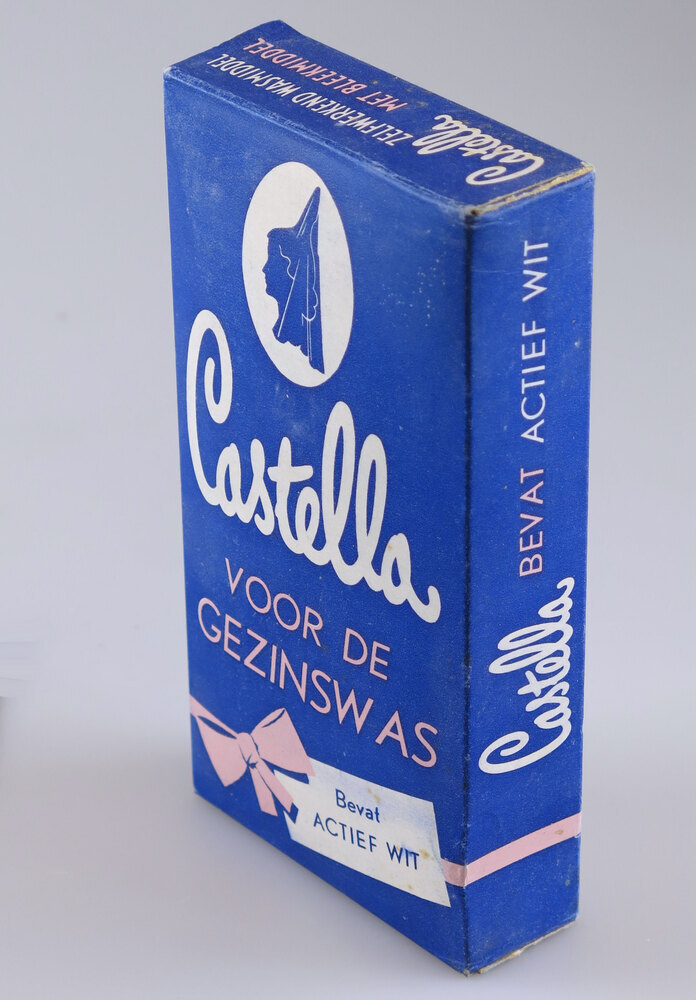 ZELFWERKEND WASMIDDEL
MET BLEEKMIDDEL
Castella
Castella
VOOR DE
GEZINSWAS
Bevat
ACTIEF WIT
Castella BEVAT ACTIEF WIT